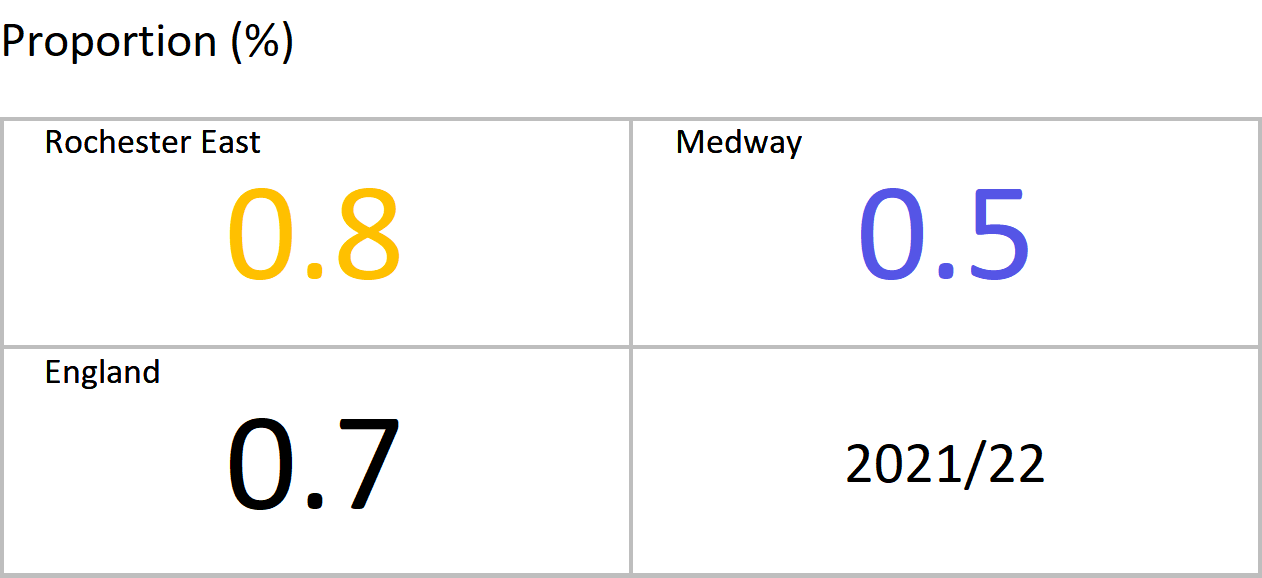 Proportion (%)
Rochester East
0.8
Medway
0.5
England
0.7
2021/22